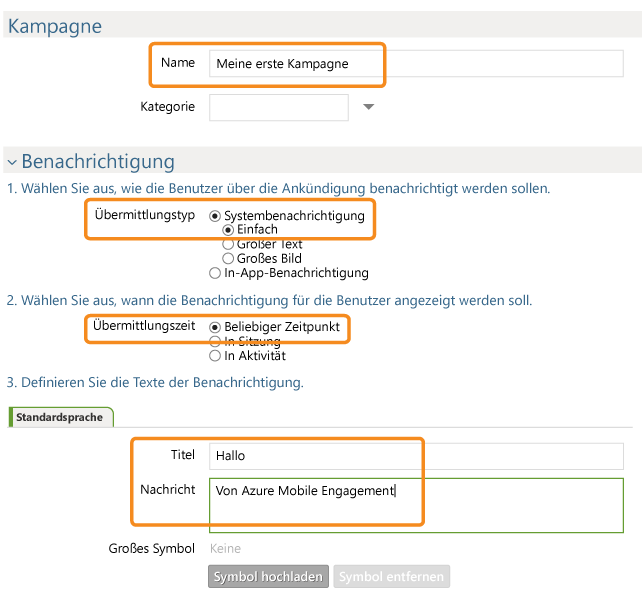 Kampagne
Name Meine erste Kampagne
Kategorie
Benachrichtigung
1. Wählen Sie aus, wie die Benutzer über die Ankündigung benachrichtigt werden sollen.
Übermittlungstyp Systembenachrichtigung
Einfach
Großer Text
Großes Bild
In-App-Benachrichtigung
2. Wählen Sie aus, wann die Benachrichtigung für die Benutzer angezeigt werden soll.
Übermittlungszeit Beliebiger Zeitpunkt
In Sitzung
In Aktivität
3. Definieren Sie die Texte der Benachrichtigung.
Standardsprache
Titel Hallo
Nachricht Von Azure Mobile Engagement
Großes Symbol Keine
Symbol hochladen Symbol entfernen